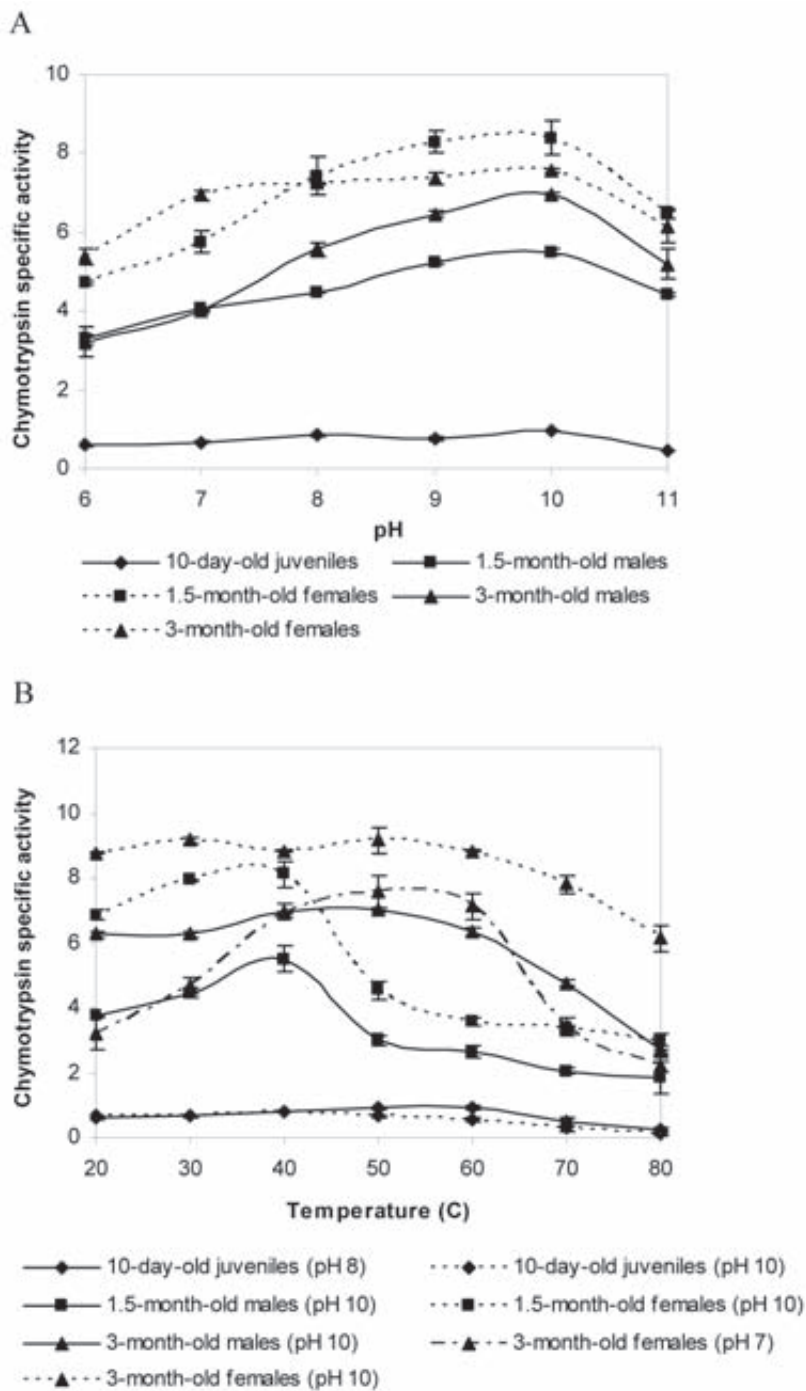 A
Chymotrypsin specific activity
10
8
6
4
2
0
6 7 8 9 10 11
pH
10-day-old juveniles 1.5-month-old males
1.5-month-old females 3-month-old males
3-month-old females
B
Chymotrypsin specific activity
12
10
8
6
4
2
0
20 30 40 50 60 70 80
Temperature (C)
10-day-old juveniles (pH 8) 10-day-old juveniles (pH 10)
1.5-month-old males (pH 10) 1.5-month-old females (pH 10)
3-month-old males (pH 10) 3-month-old females (pH 7)
3-month-old females (pH 10)